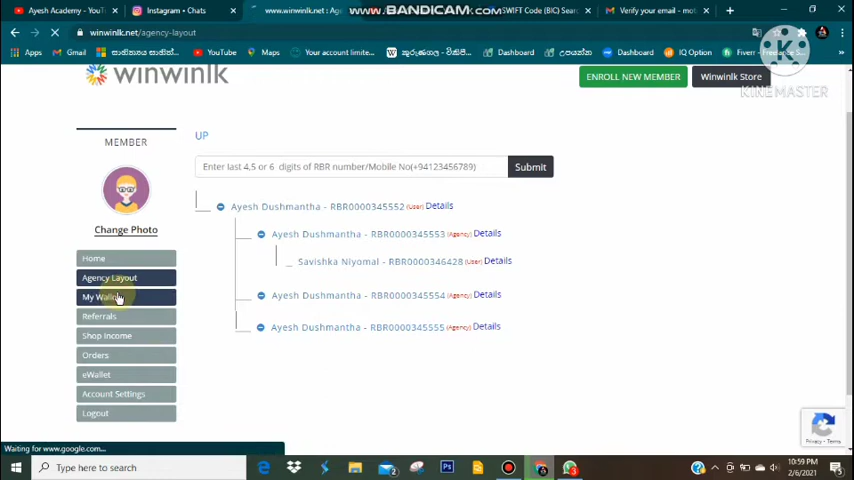 Ayesh Academy - YouT
Instagram • Chats
www.winwinlk.net : Ag
www.BANDICAM.com
SWIFT Code (BIC) Sear
Verify your email - mot
winwinlk.net/agency-layout
Apps
Gmail
YouTube
Maps
Your account limite...
Dashboard
Dashboard
IQ Option
Fiverr - Freelance S
KINEMASTER
winwinlk
ENROLL NEW MEMBER
Winwinlk Store
MEMBER
Change Photo
Home
Agency Layout
My Wallet
Referrals
Shop Income
Orders
eWallet
Account Settings
Logout
UP
Enter last 4,5 or 6 digits of RBR number/Mobile No(+94123456789)
Submit
Ayesh Dushmantha - RBR0000345552 (User) Details
Ayesh Dushmantha - RBR0000345553 (Agency) Details
Savishka Niyomal - RBR0000346428 (User) Details
Ayesh Dushmantha - RBR0000345554 (Agency) Details
Ayesh Dushmantha - RBR0000345555 (Agency) Details
Privacy - Terms
Waiting for www.google.com...
Type here to search
10:59 PM
2/6/2021